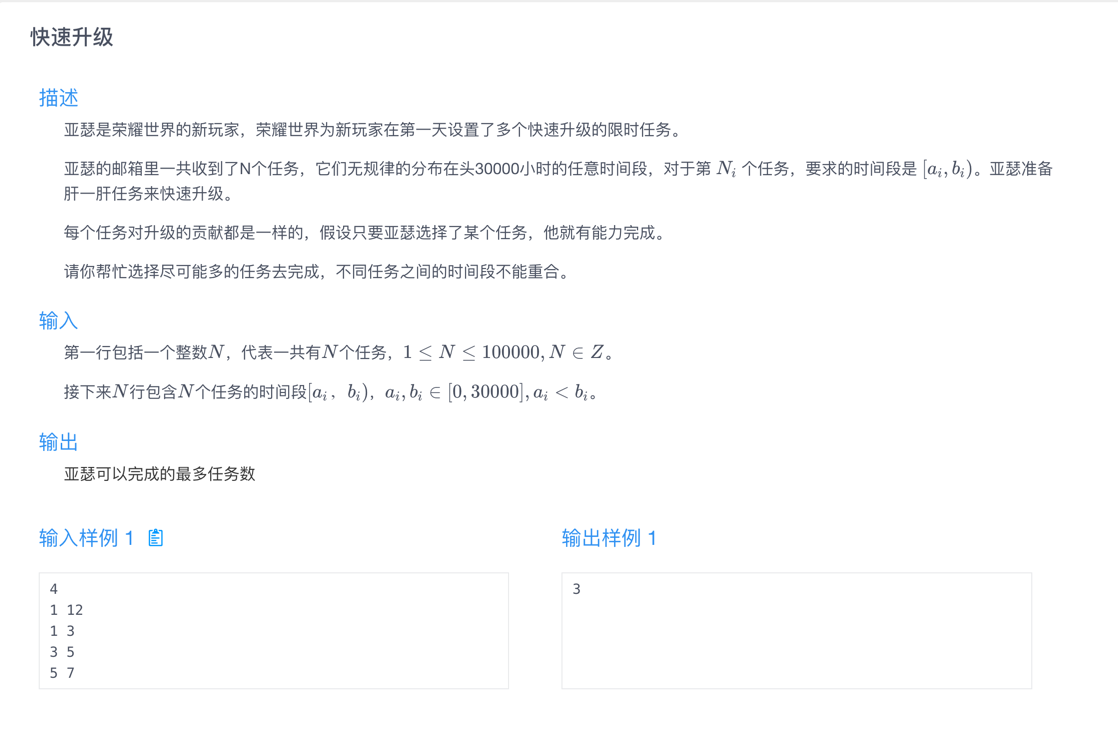 快速升级
描述
亚瑟是荣耀世界的新玩家，荣耀世界为新玩家在第一天设置了多个快速升级的限时任务。
亚瑟的邮箱里一共收到了N个任务，它们无规律的分布在头30000小时的任意时间段，对于第 $N_i$ 个任务，要求的时间段是 $[a_i, b_i)$。亚瑟准备
肝一肝任务来快速升级。
每个任务对升级的贡献都是一样的，假设只要亚瑟选择了某个任务，他就有能力完成。
请你帮忙选择尽可能多的任务去完成，不同任务之间的时间段不能重合。
输入
第一行包括一个整数$N$，代表一共有$N$个任务，$1 \leq N \leq 100000, N \in Z$。
接下来$N$行包含$N$个任务的时间段$[a_i$，$b_i)$，$a_i, b_i \in [0, 30000], a_i < b_i$。
输出
亚瑟可以完成的最多任务数
输入样例 1
4
1 12
1 3
3 5
5 7
输出样例 1
3